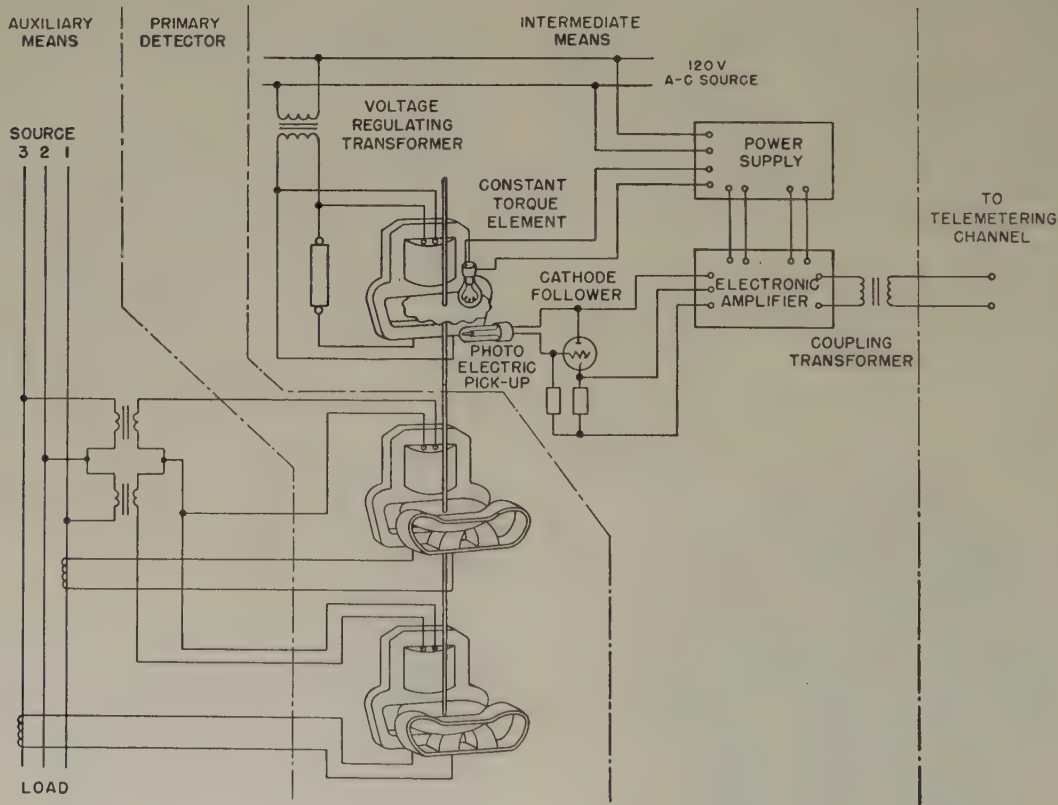 AUXILIARY
MEANS
PRIMARY
DETECTOR
INTERMEDIATE
MEANS
120 V
A-C SOURCE
VOLTAGE
REGULATING
TRANSFORMER
SOURCE
3 2 1
POWER
SUPPLY
CONSTANT
TORQUE
ELEMENT
TO
TELEMETERING
CHANNEL
CATHODE
FOLLOWER
ELECTRONIC
AMPLIFIER
COUPLING
TRANSFORMER
PHOTO
ELECTRIC
PICK-UP
LOAD